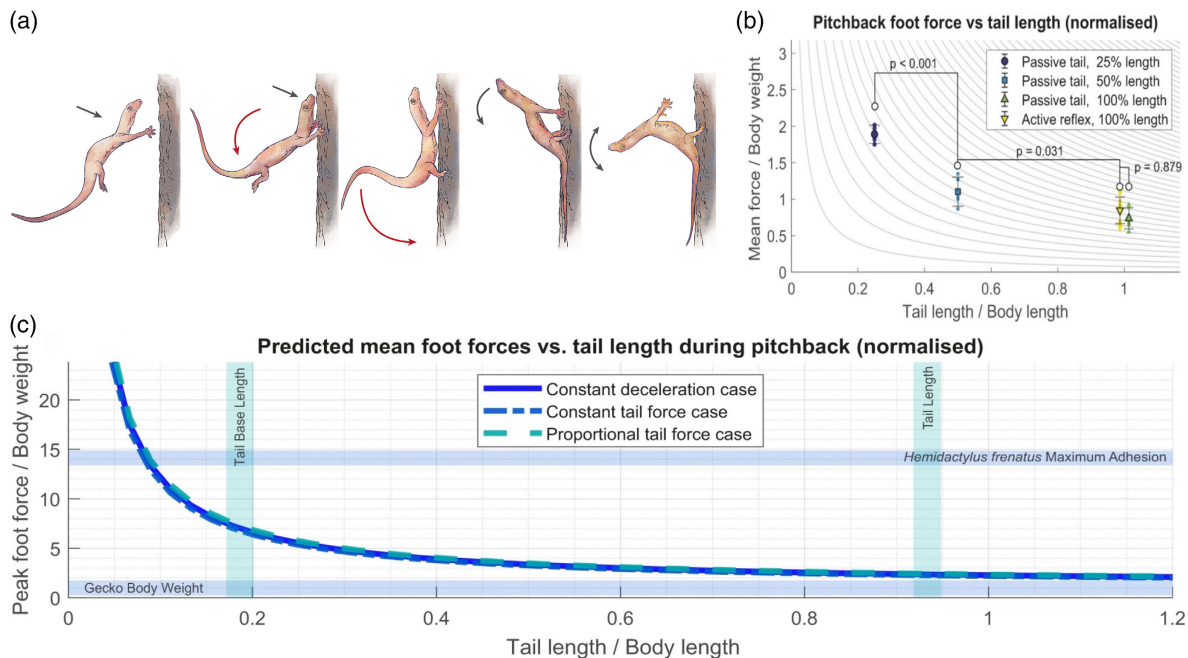 (a)
(b)
Pitchback foot force vs tail length (normalised)
Mean force / Body weight
3
2.5
2
1.5
1
0.5
0
p < 0.001
p = 0.031
p = 0.879
Passive tail, 25% length
Passive tail, 50% length
Passive tail, 100% length
Active reflex, 100% length
0
0.2
0.4
0.6
0.8
1
Tail length / Body length
(c)
Predicted mean foot forces vs. tail length during pitchback (normalised)
Peak foot force / Body weight
20
15
10
5
0
Tail Base Length
Constant deceleration case
Constant tail force case
Proportional tail force case
Tail Length
Hemidactylus frenatus Maximum Adhesion
Gecko Body Weight
0
0.2
0.4
0.6
0.8
1
1.2
Tail length / Body length